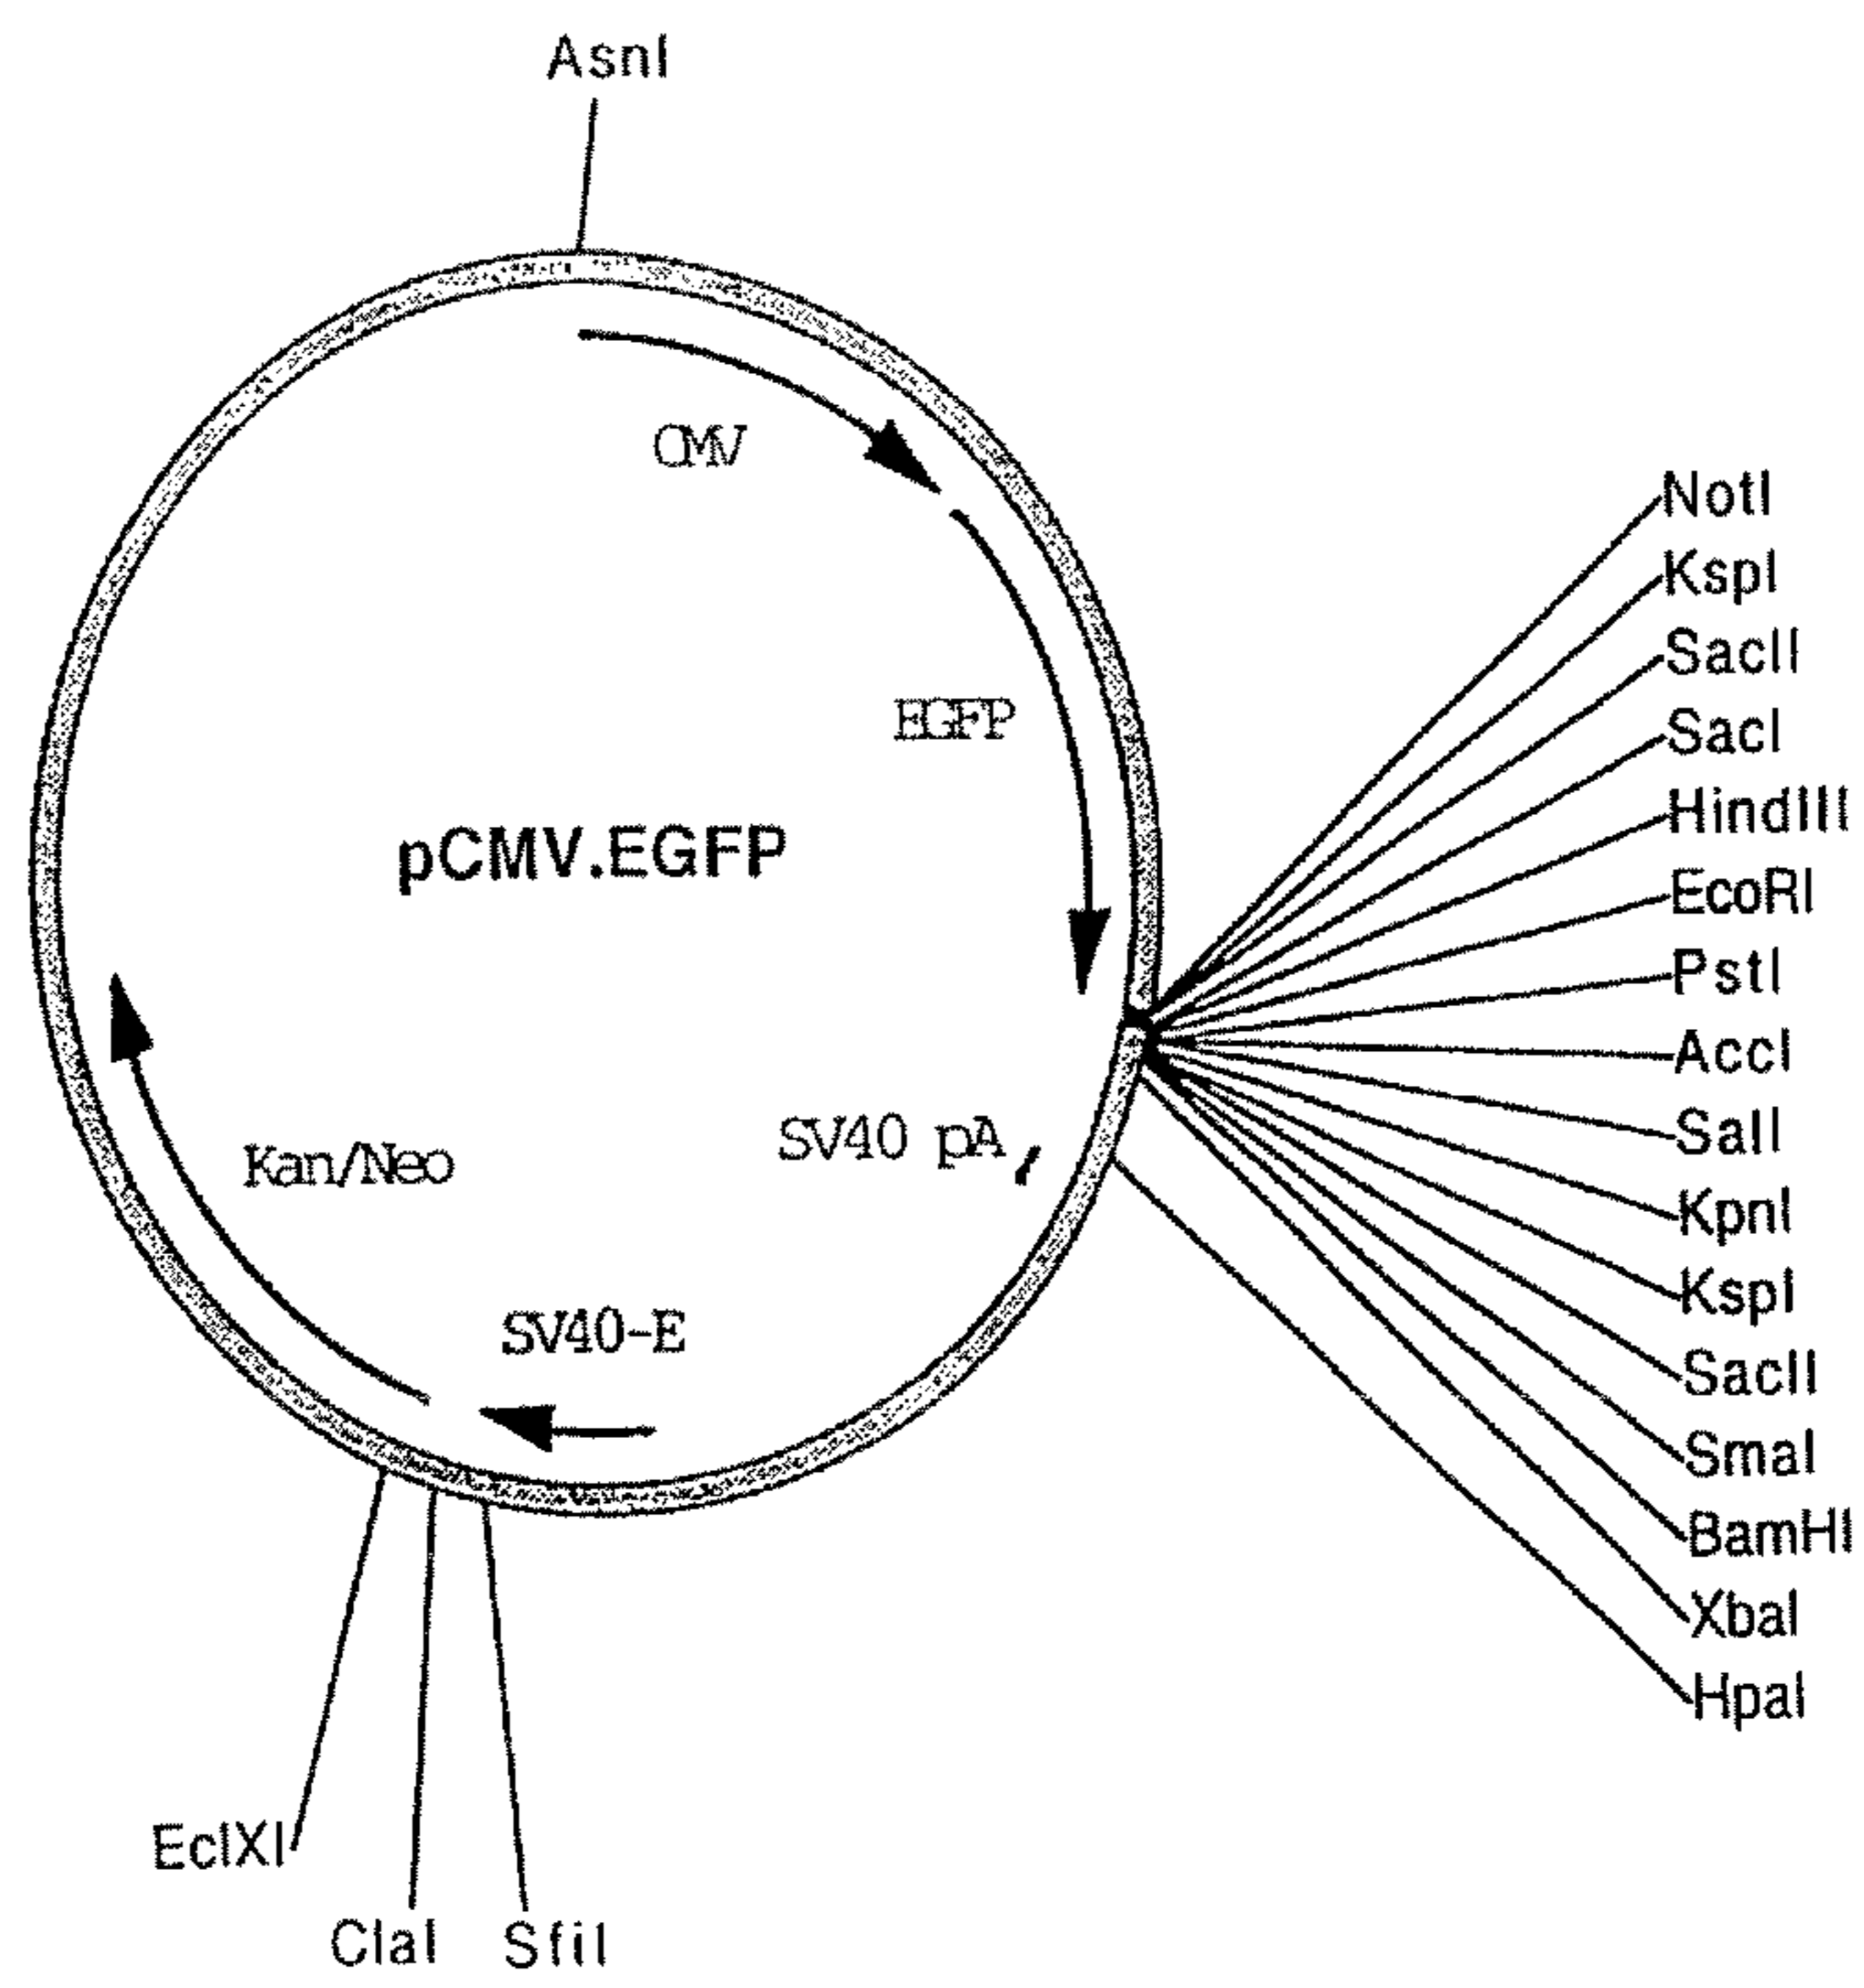 AsnI
CMV
NotI
KspI
SacII
SacI
HindIII
EcoRI
EGFP
pCMV.EGFP
PstI
AccI
SalI
KpnI
KspI
SacII
SmaI
BamHI
XbaI
HpaI
SV40 pA
Kan/Neo
SV40-E
EclXI
ClaI
SfiI